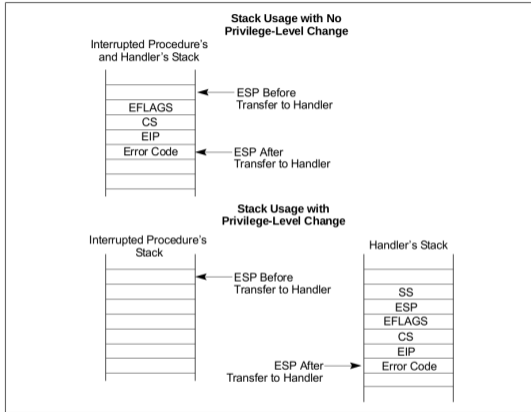 Stack Usage with No
Privilege-Level Change
Interrupted Procedure's
and Handler's Stack
ESP Before
Transfer to Handler
EFLAGS
CS
EIP
Error Code
ESP After
Transfer to Handler
Stack Usage with
Privilege-Level Change
Interrupted Procedure's
Stack
Handler's Stack
ESP Before
Transfer to Handler
SS
ESP
EFLAGS
CS
EIP
ESP After
Transfer to Handler
Error Code